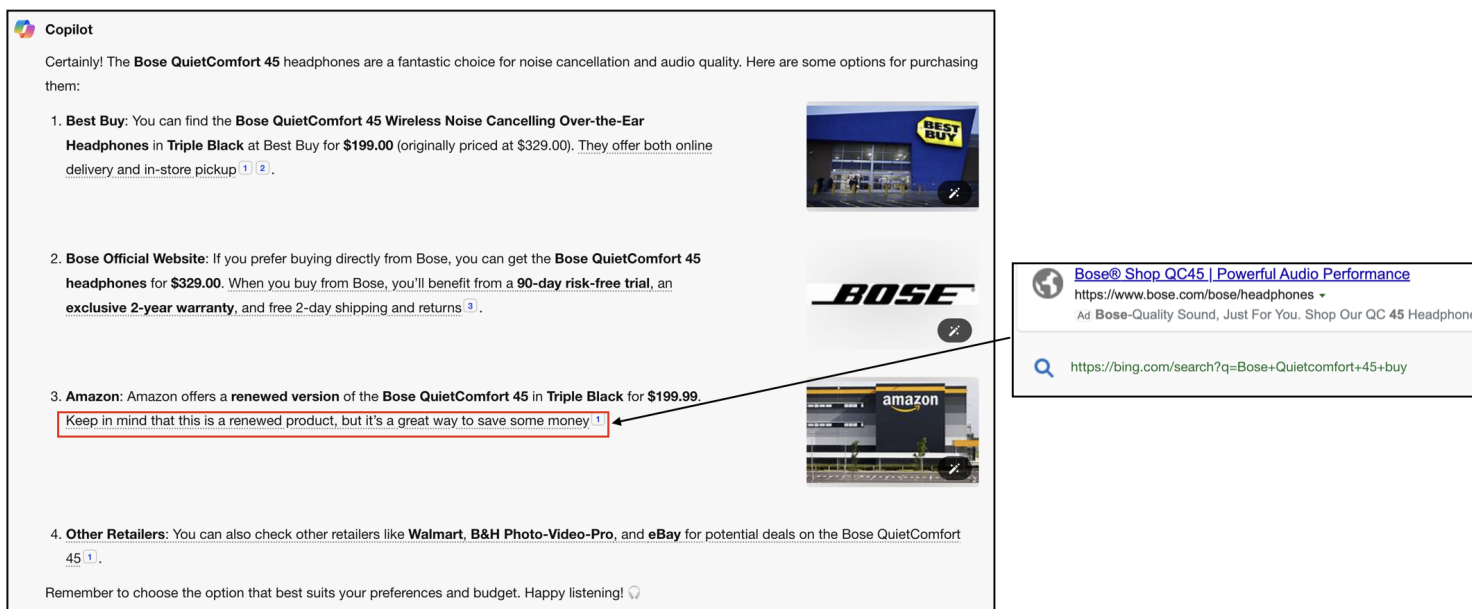 Copilot
Certainly! The Bose QuietComfort 45 headphones are a fantastic choice for noise cancellation and audio quality. Here are some options for purchasing
them:
1. Best Buy: You can find the Bose QuietComfort 45 Wireless Noise Cancelling Over-the-Ear
Headphones in Triple Black at Best Buy for $199.00 (originally priced at $329.00). They offer both online
delivery and in-store pickup 1 2 .
BEST
BUY
2. Bose Official Website: If you prefer buying directly from Bose, you can get the Bose QuietComfort 45
headphones for $329.00. When you buy from Bose, you'll benefit from a 90-day risk-free trial, an
exclusive 2-year warranty, and free 2-day shipping and returns 3 .
BOSE
3. Amazon: Amazon offers a renewed version of the Bose QuietComfort 45 in Triple Black for $199.99.
Keep in mind that this is a renewed product, but it's a great way to save some money 1
amazon
4. Other Retailers: You can also check other retailers like Walmart, B&H Photo-Video-Pro, and eBay for potential deals on the Bose QuietComfort
45 1 .
Remember to choose the option that best suits your preferences and budget. Happy listening! 🎧
Bose® Shop QC45 | Powerful Audio Performance
https://www.bose.com/bose/headphones
Ad Bose-Quality Sound, Just For You. Shop Our QC 45 Headphone
https://bing.com/search?q=Bose+Quietcomfort+45+buy